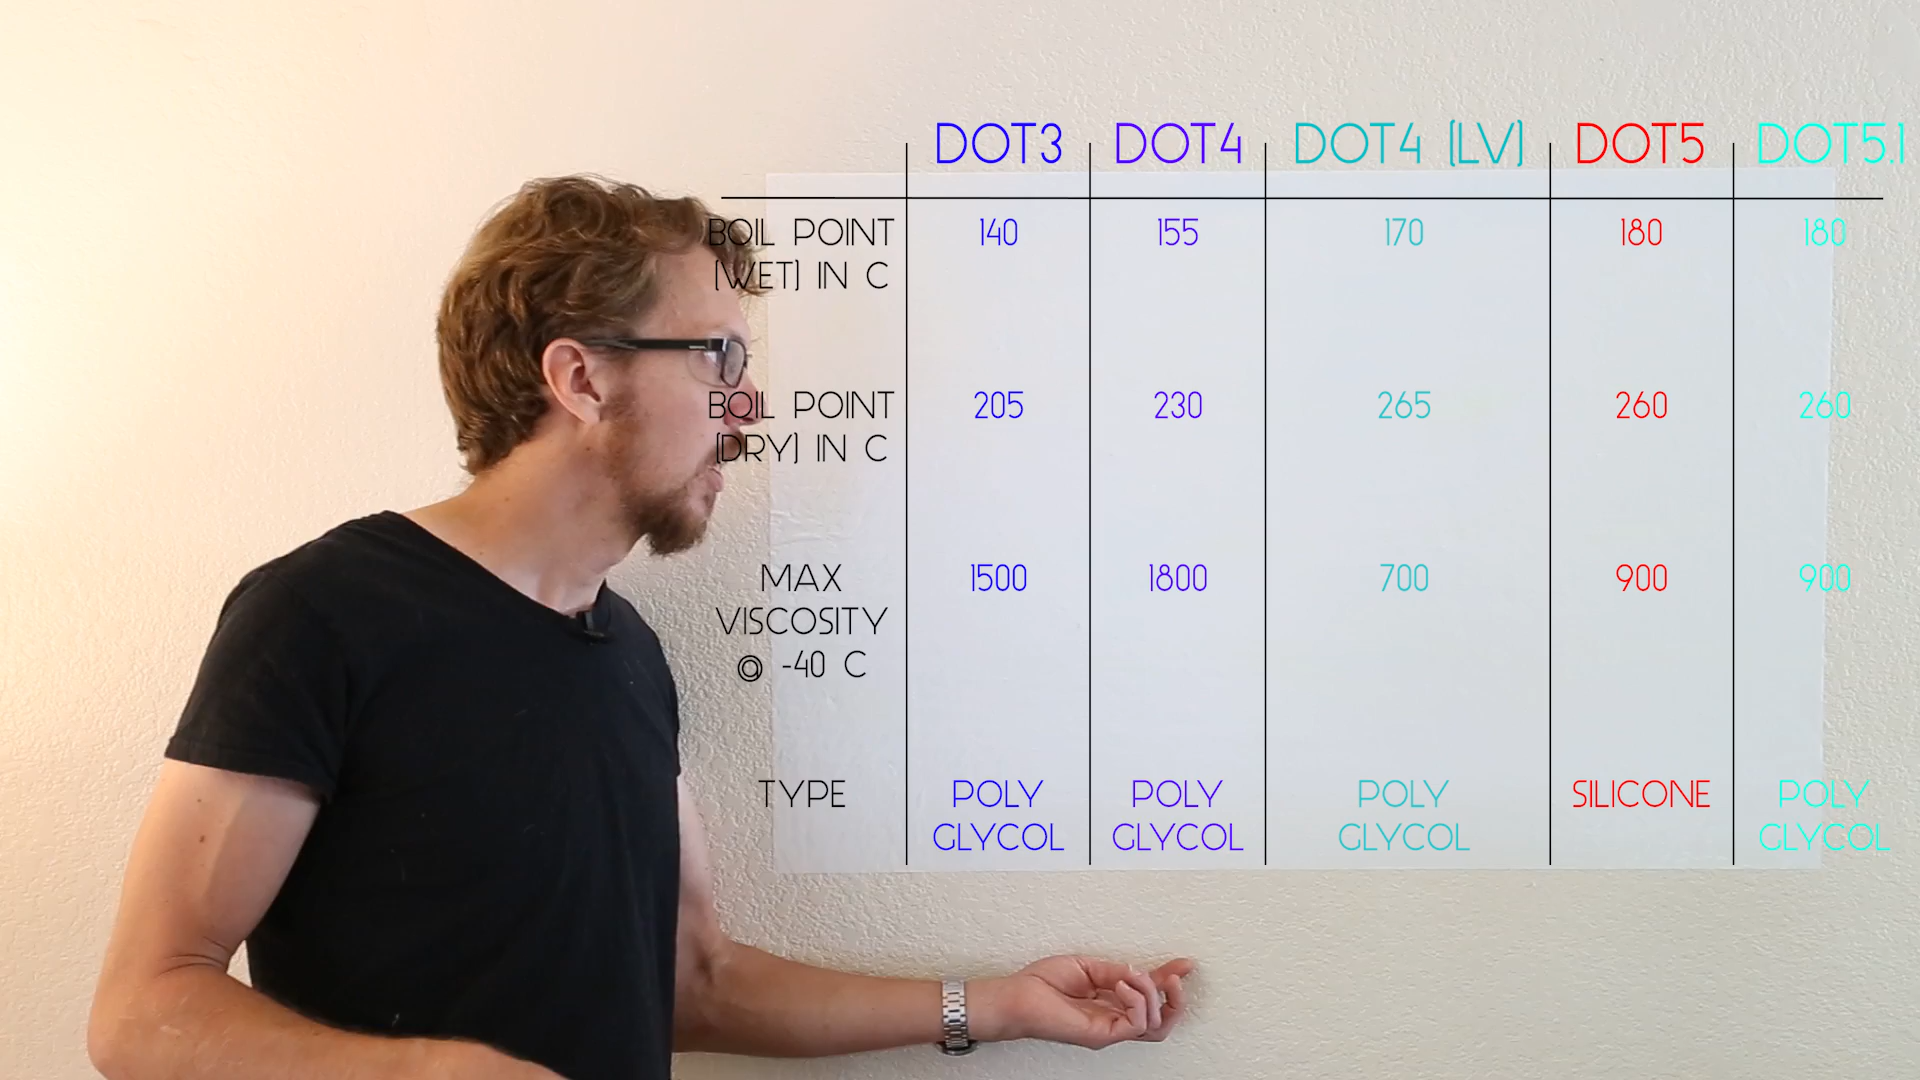 DOT3 DOT4 DOT4 (LV) DOT5 DOT5.1
BOIL POINT 140 155 170 180 180
(WET) IN C
BOIL POINT 205 230 265 260 260
(DRY) IN C
MAX 1500 1800 700 900 900
VISCOSITY
@ -40 C
TYPE POLY POLY POLY SILICONE POLY
GLYCOL GLYCOL GLYCOL GLYCOL